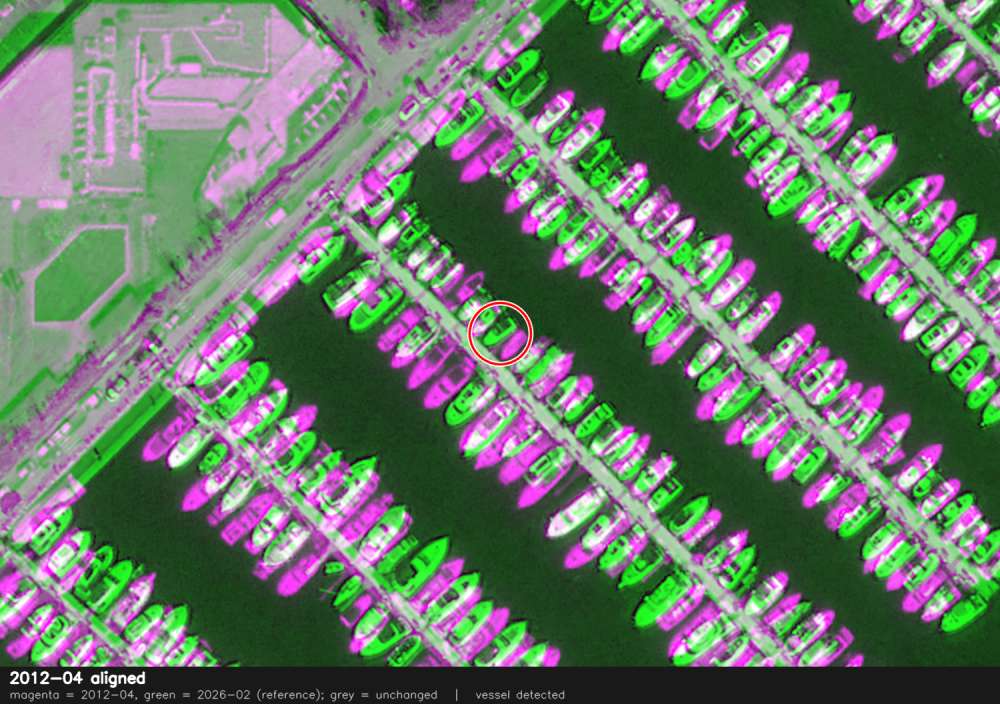 2012-04 aligned
magenta = 2012-04, green = 2026-02 (reference); grey = unchanged | vessel detected